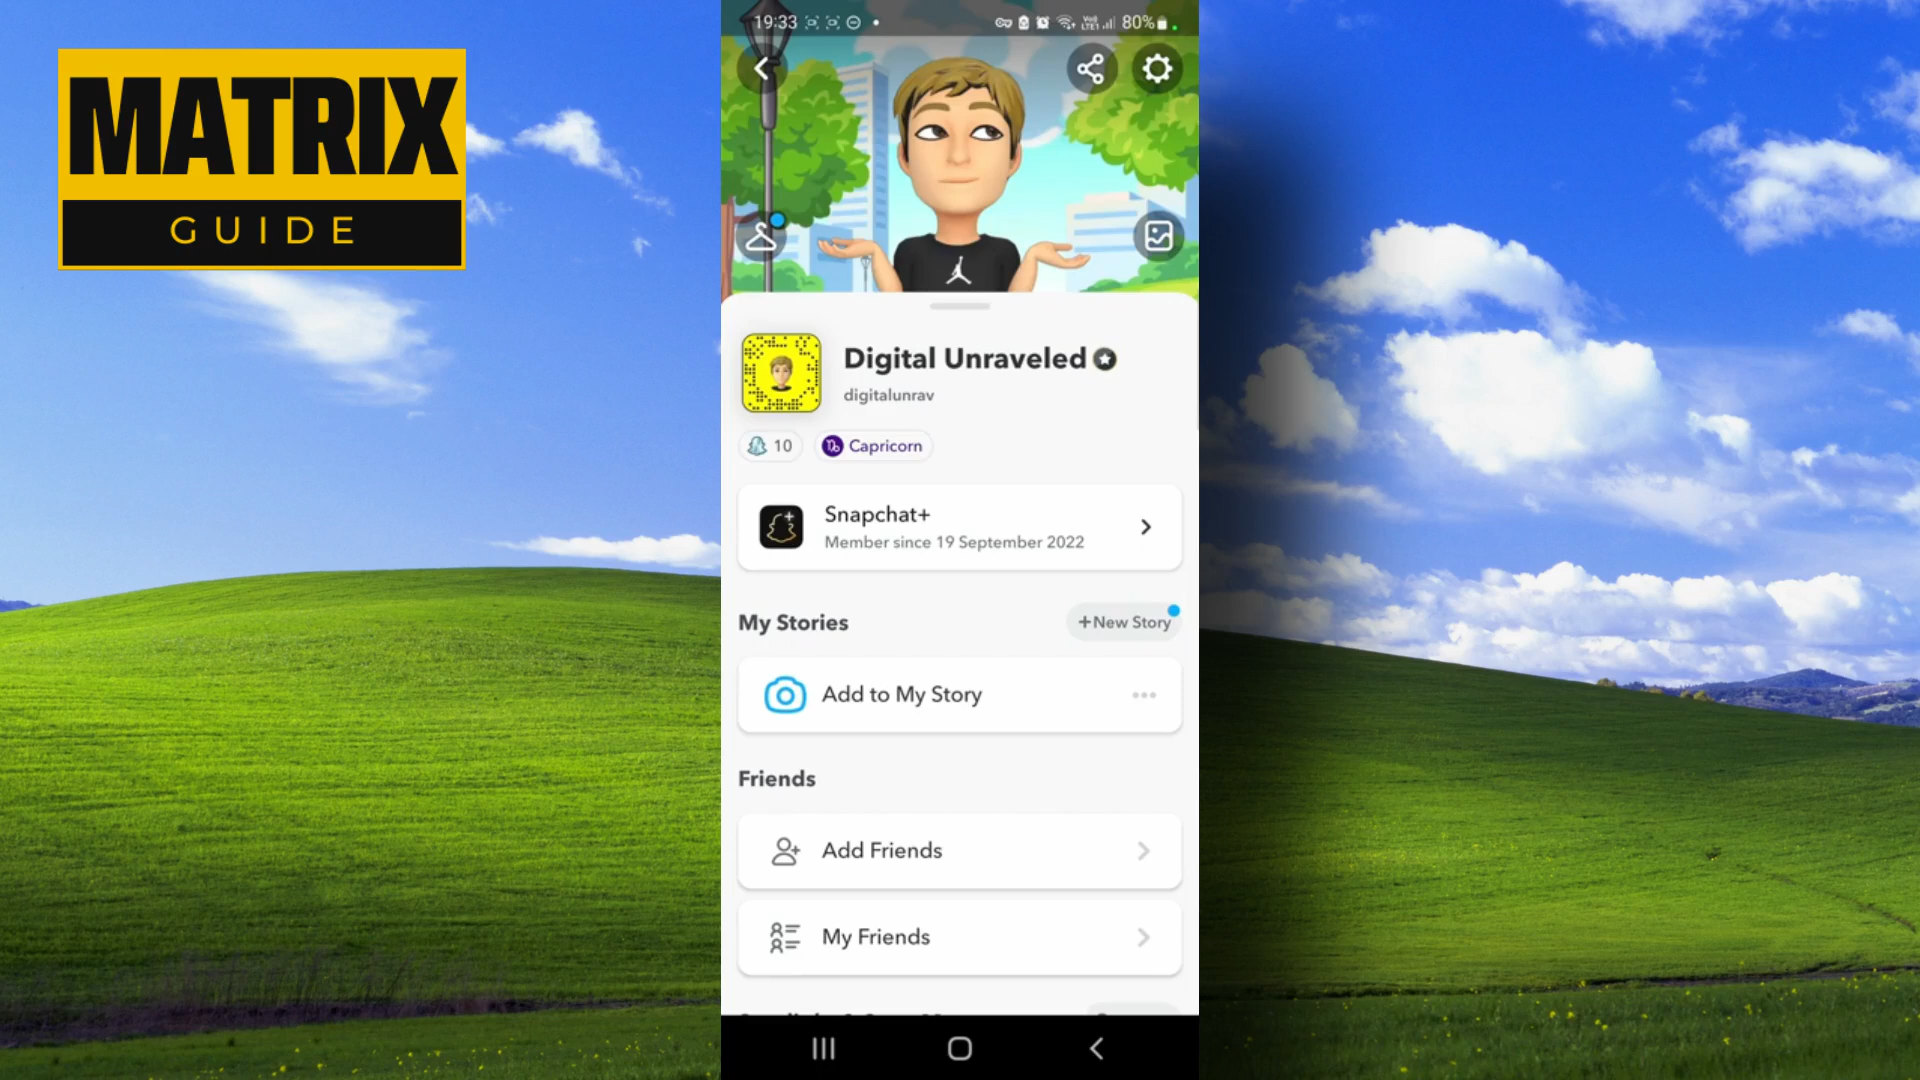 MATRIX
GUIDE
19:33
80%
Digital Unraveled
digitalunrav
10
Capricorn
Snapchat+
Member since 19 September 2022
My Stories
+New Story
Add to My Story
Friends
Add Friends
My Friends